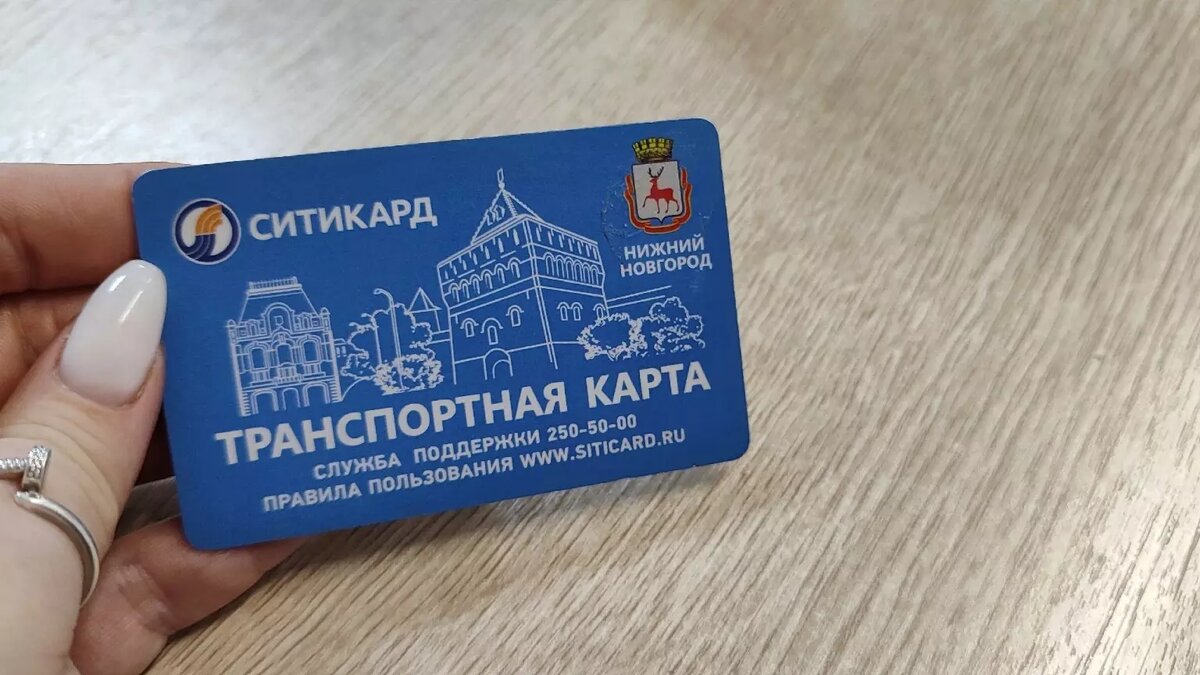 СИТИКАРД
НИЖНИЙ
НОВГОРОД
ТРАНСПОРТНАЯ КАРТА
СЛУЖБА ПОДДЕРЖКИ 250-50-00
ПРАВИЛА ПОЛЬЗОВАНИЯ WWW.SITICARD.RU